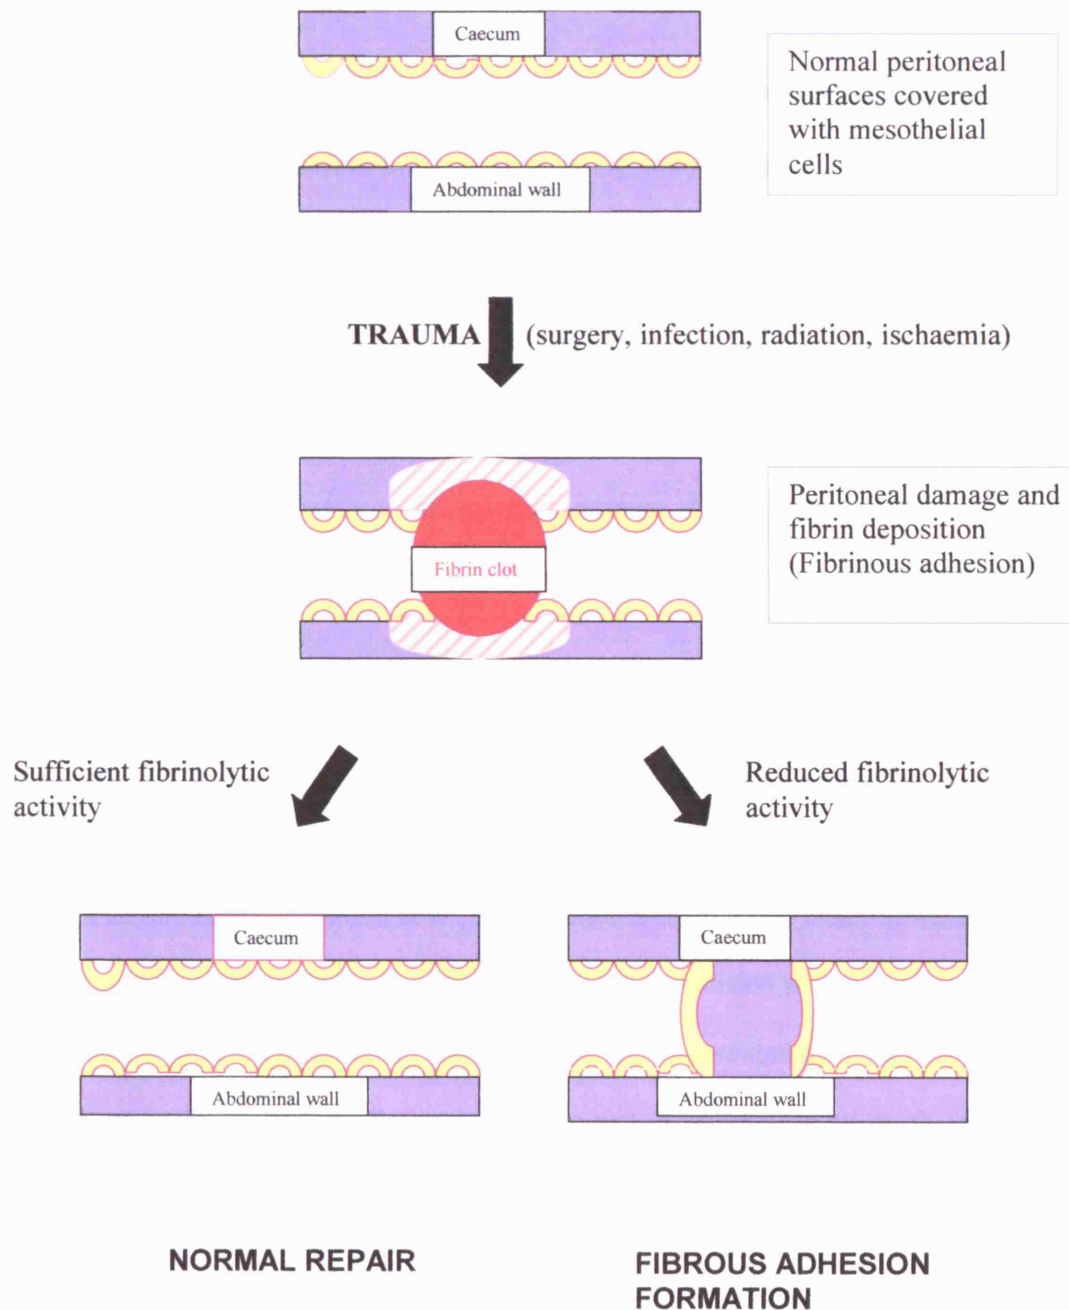 Caecum
Normal peritoneal
surfaces covered
with mesothelial
cells
Abdominal wall
TRAUMA (surgery, infection, radiation, ischaemia)
Peritoneal damage and
fibrin deposition
(Fibrinous adhesion)
Fibrin clot
Sufficient fibrinolytic
activity
Reduced fibrinolytic
activity
Caecum
Abdominal wall
Caecum
Abdominal wall
NORMAL REPAIR
FIBROUS ADHESION
FORMATION